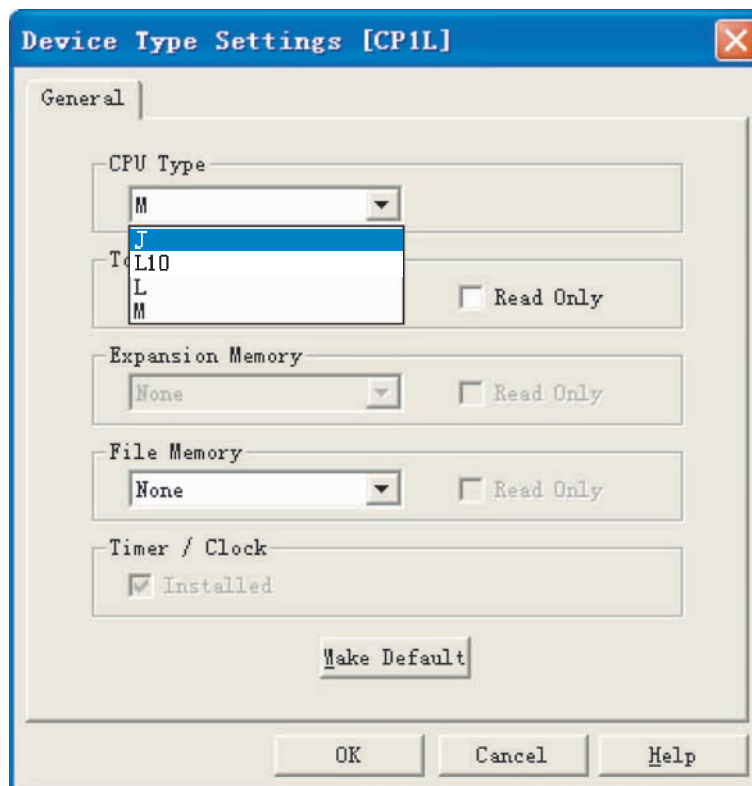 Device Type Settings [CP1L]
General
CPU Type
M
J
L10
L
M
Read Only
Expansion Memory
None
Read Only
File Memory
None
Read Only
Timer / Clock
Installed
Make Default
OK
Cancel
Help